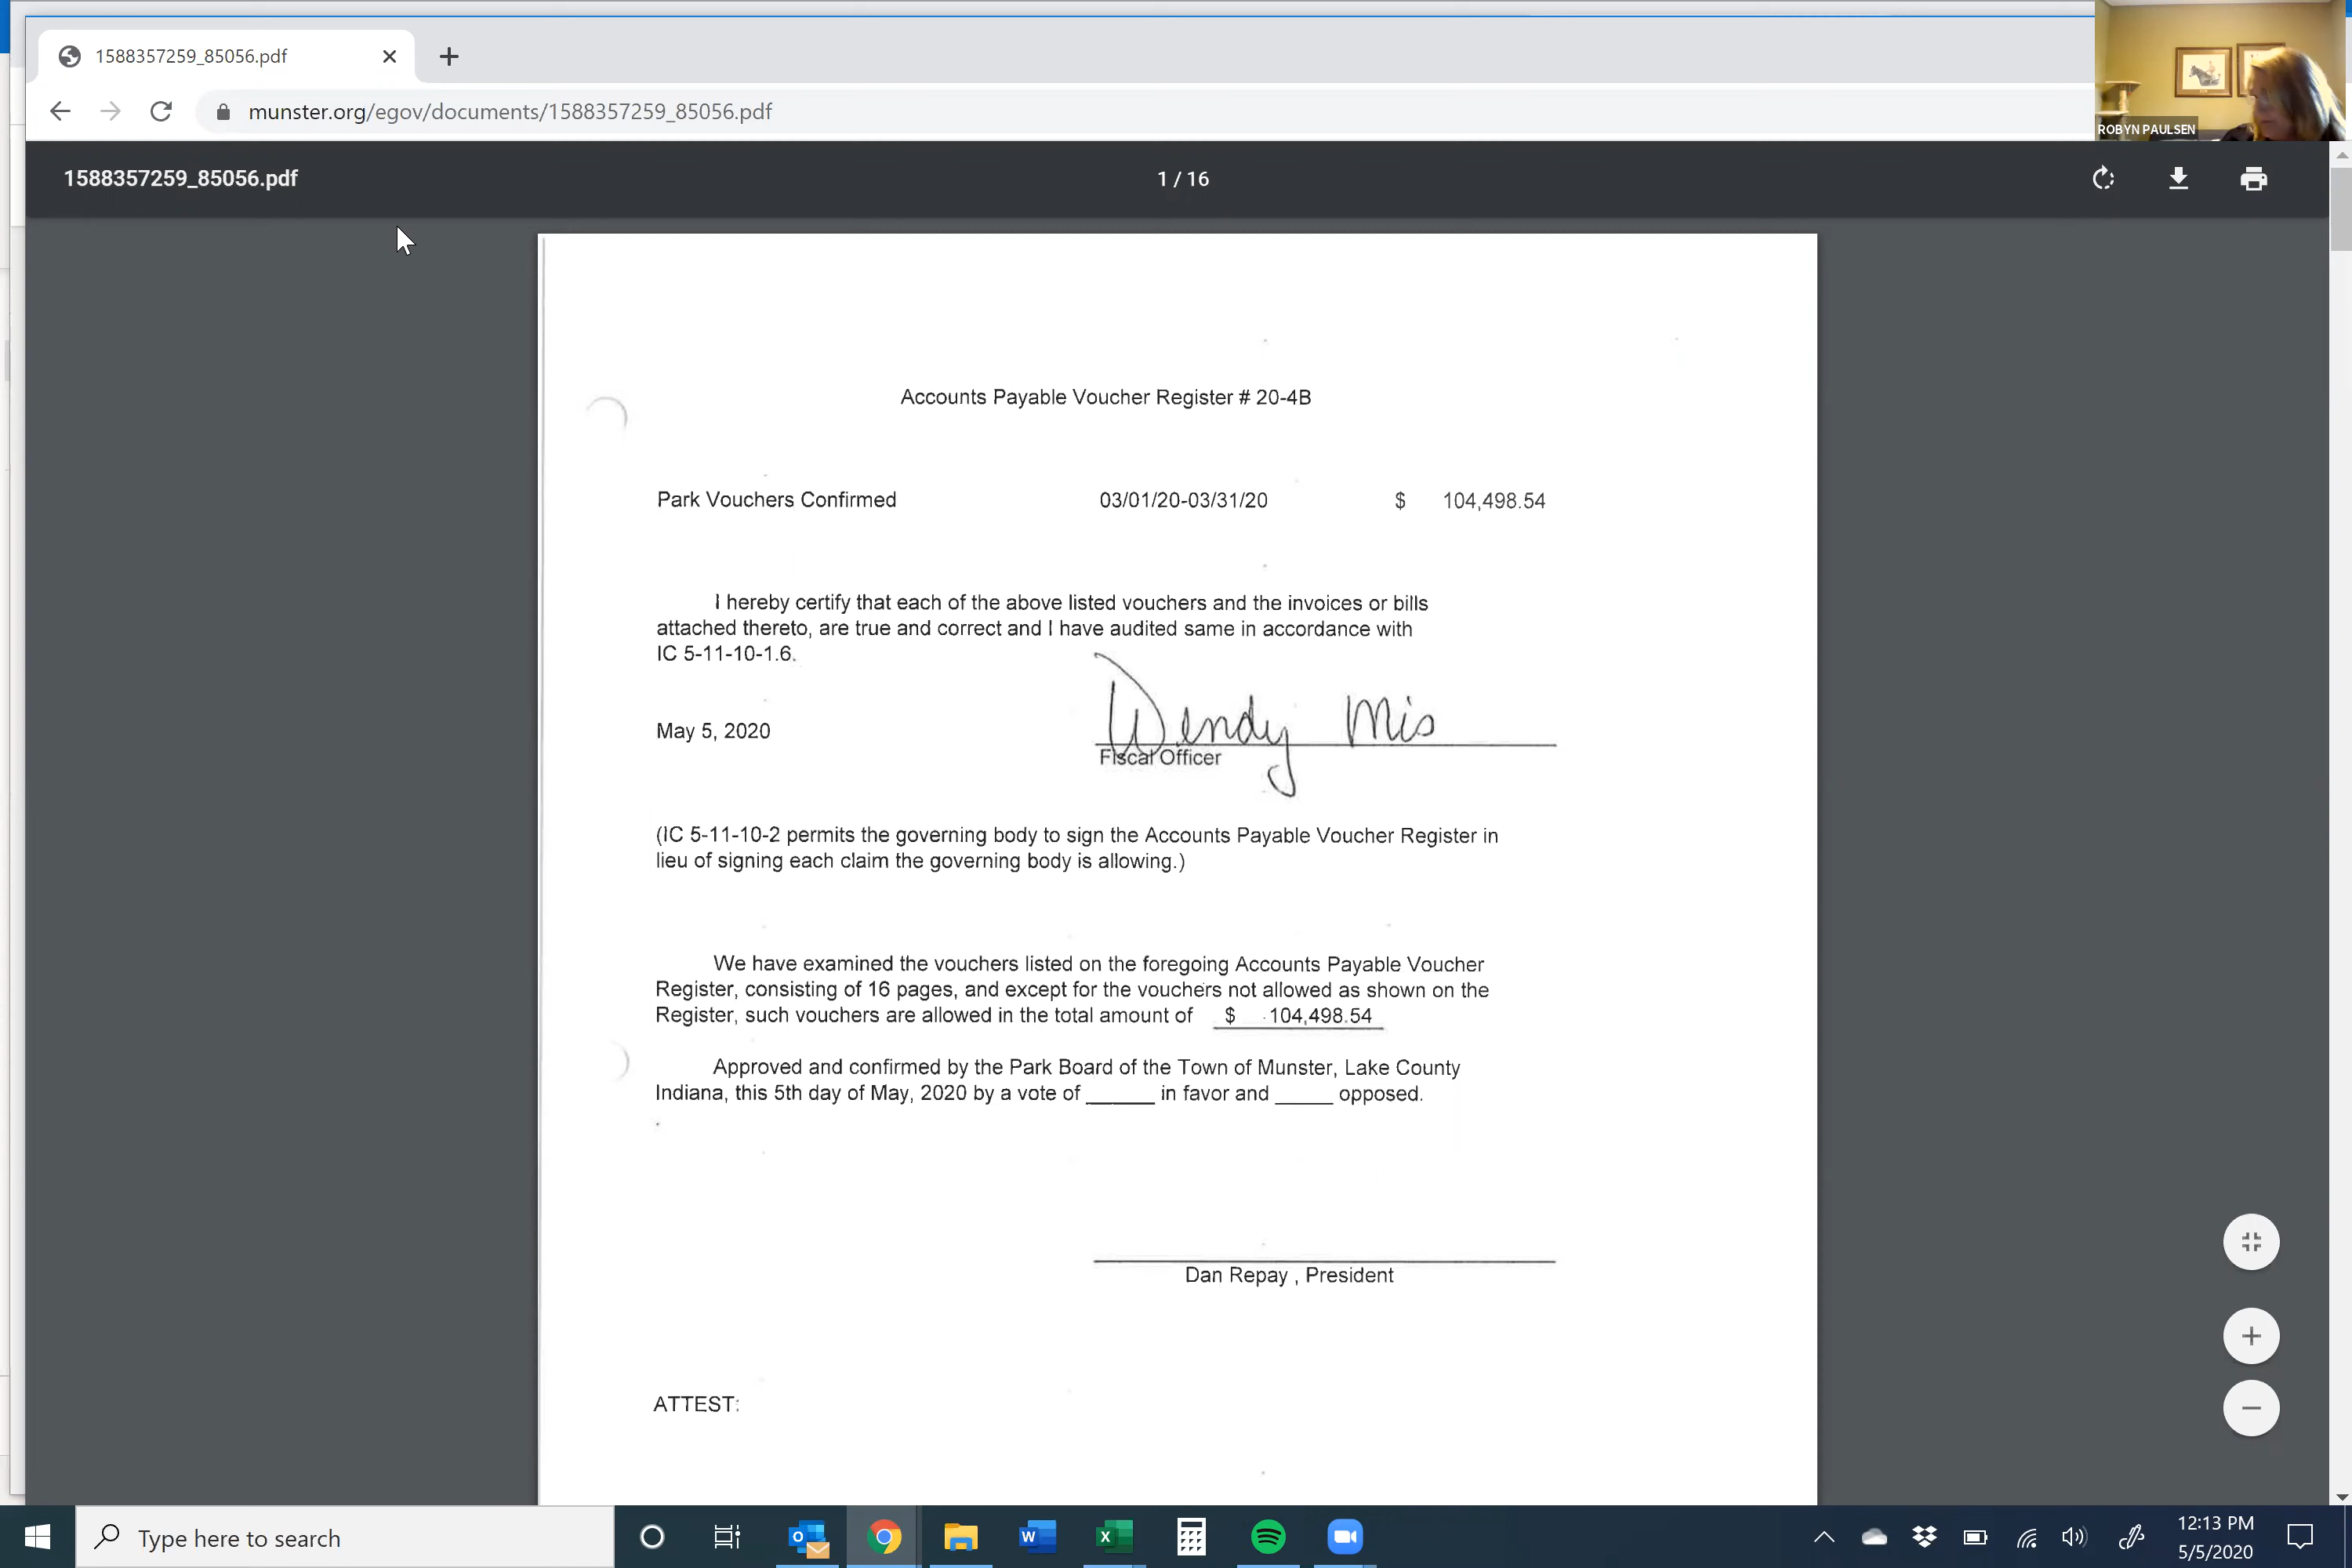 1588357259_85056.pdf
munster.org/egov/documents/1588357259_85056.pdf
ROBYN PAULSEN
1588357259_85056.pdf
1 / 16
Accounts Payable Voucher Register # 20-4B
Park Vouchers Confirmed 03/01/20-03/31/20 $ 104,498.54
I hereby certify that each of the above listed vouchers and the invoices or bills
attached thereto, are true and correct and I have audited same in accordance with
IC 5-11-10-1.6.
Wendy Mis
May 5, 2020
Fiscal Officer
(IC 5-11-10-2 permits the governing body to sign the Accounts Payable Voucher Register in
lieu of signing each claim the governing body is allowing.)
We have examined the vouchers listed on the foregoing Accounts Payable Voucher
Register, consisting of 16 pages, and except for the vouchers not allowed as shown on the
Register, such vouchers are allowed in the total amount of $ 104,498.54
Approved and confirmed by the Park Board of the Town of Munster, Lake County
Indiana, this 5th day of May, 2020 by a vote of ______ in favor and _____ opposed.
Dan Repay , President
ATTEST:
Type here to search
12:13 PM
5/5/2020